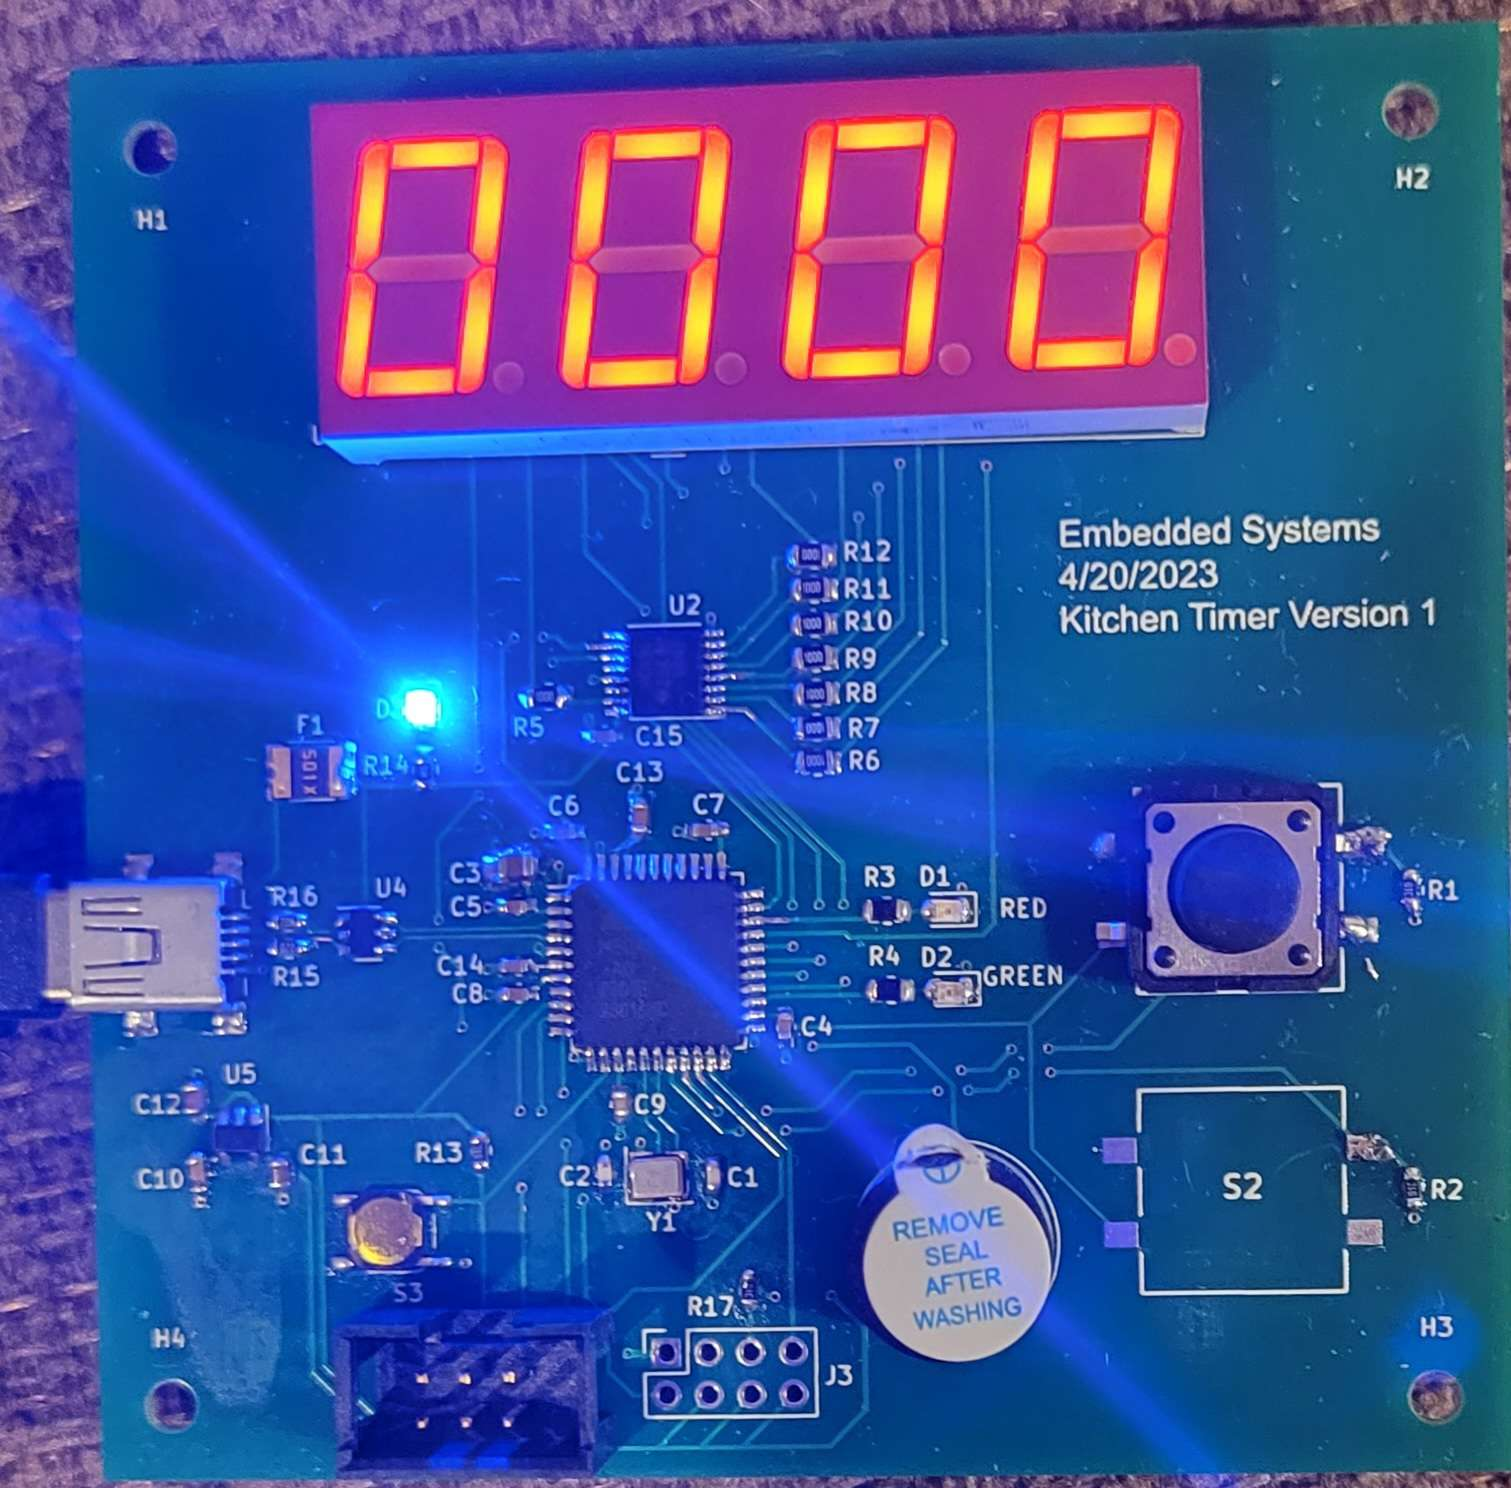 0000
H1
H2
Embedded Systems
4/20/2023
Kitchen Timer Version 1
R12
R11
R10
R9
R8
R7
R6
U2
R5
C15
F1
501X
R14
C13
C6
C7
C3
C5
C14
C8
R16
U4
R15
R3 D1
RED
R4 D2
GREEN
C4
R1
U5
C12
C10
C11
R13
C9
C2
C1
Y1
S3
S2
R2
REMOVE
SEAL
AFTER
WASHING
R17
J3
H4
H3